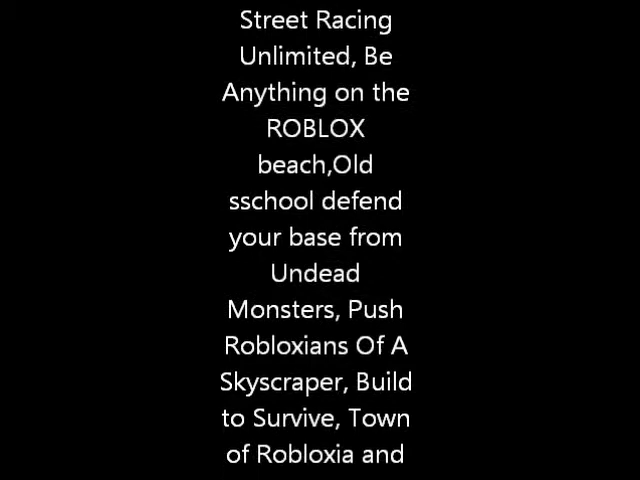 Street Racing
Unlimited, Be
Anything on the
ROBLOX
beach,Old
sschool defend
your base from
Undead
Monsters, Push
Robloxians Of A
Skyscraper, Build
to Survive, Town
of Robloxia and